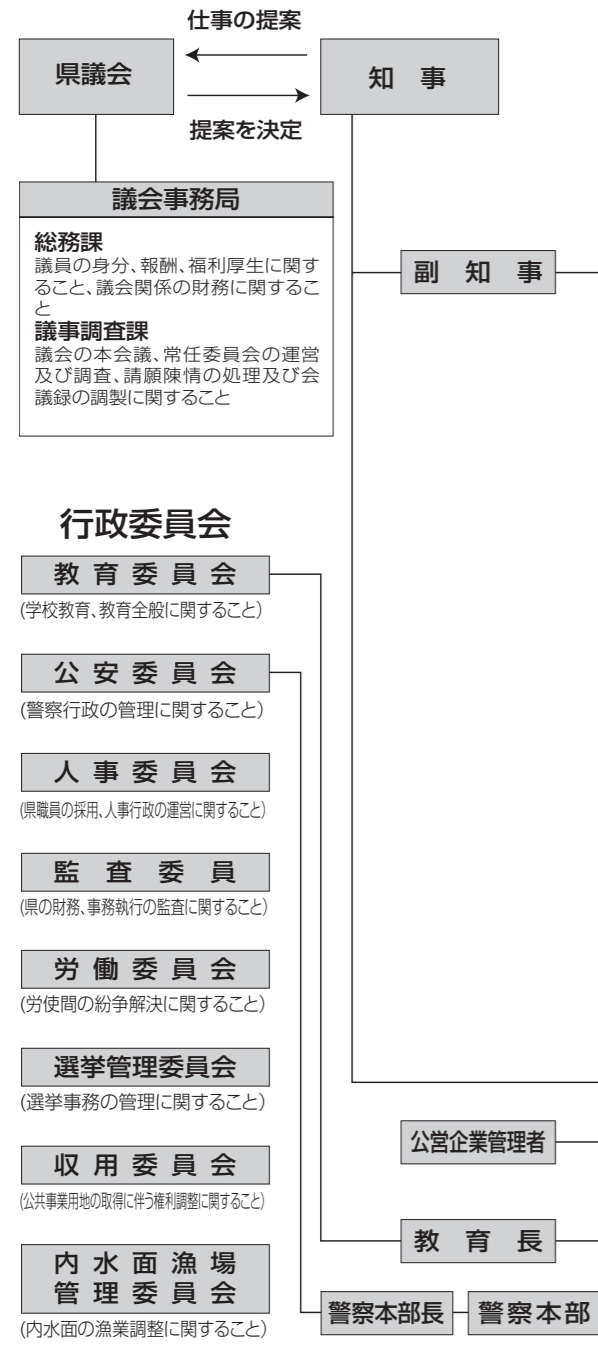 仕事の提案
県議会
知 事
提案を決定
議会事務局
総務課
議員の身分、報酬、福利厚生に関す
ること、議会関係の財務に関するこ
と
議事調査課
議会の本会議、常任委員会の運営
及び調査、請願陳情の処理及び会
議録の調製に関すること
副 知 事
行政委員会
教 育 委 員 会
(学校教育、教育全般に関すること)
公 安 委 員 会
(警察行政の管理に関すること)
人 事 委 員 会
(県職員の採用、人事行政の運営に関すること)
監 査 委 員
(県の財務、事務執行の監査に関すること)
労 働 委 員 会
(労使間の紛争解決に関すること)
選挙管理委員会
(選挙事務の管理に関すること)
収 用 委 員 会
(公共事業用地の取得に伴う権利調整に関すること)
内 水 面 漁 場
管 理 委 員 会
(内水面の漁業調整に関すること)
公営企業管理者
教 育 長
警察本部長
警察本部